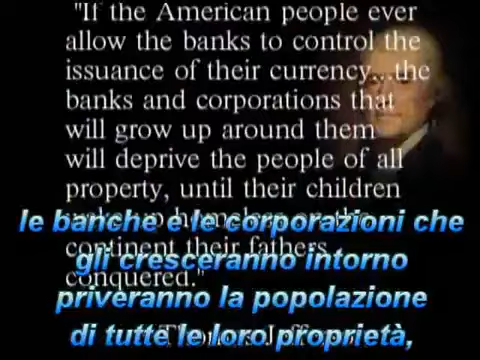 "If the American people ever
allow the banks to control the
issuance of their currency...the
banks and corporations that
will grow up around them
will deprive the people of all
property, until their children
le banche e le corporazioni che
continent their fathers
gli cresceranno intorno
conquered."
priveranno la popolazione
di tutte le loro proprietà,